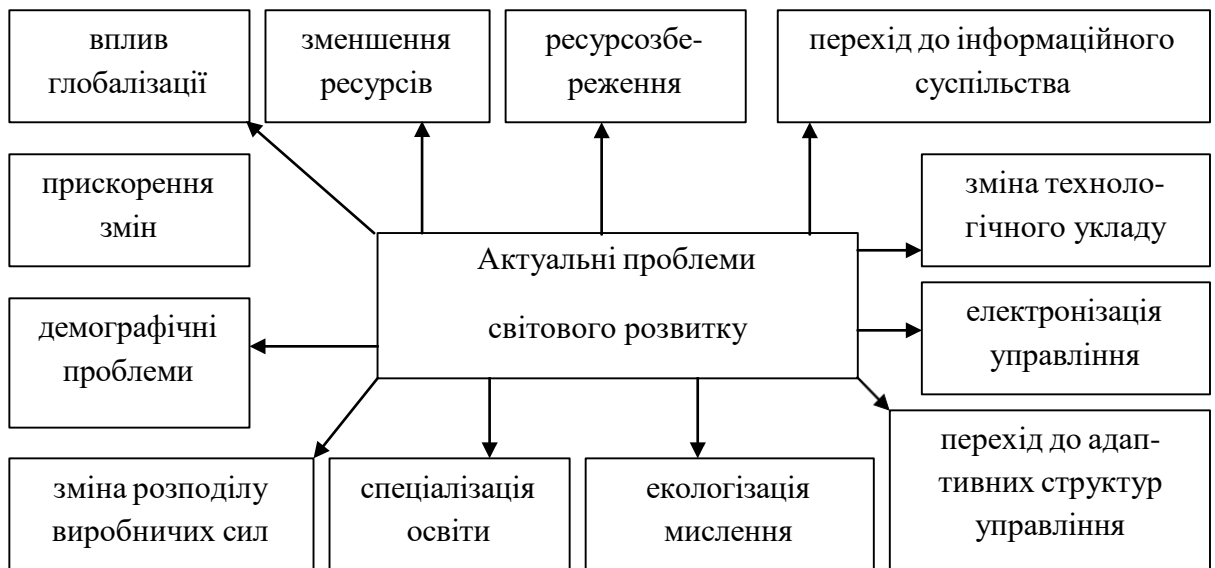 вплив
глобалізації
зменшення
ресурсів
ресурсозбе-
реження
перехід до інформаційного
суспільства
прискорення
змін
зміна техноло-
гічного укладу
Актуальні проблеми
світового розвитку
демографічні
проблеми
електронізація
управління
зміна розподілу
виробничих сил
спеціалізація
освіти
екологізація
мислення
перехід до адап-
тивних структур
управління